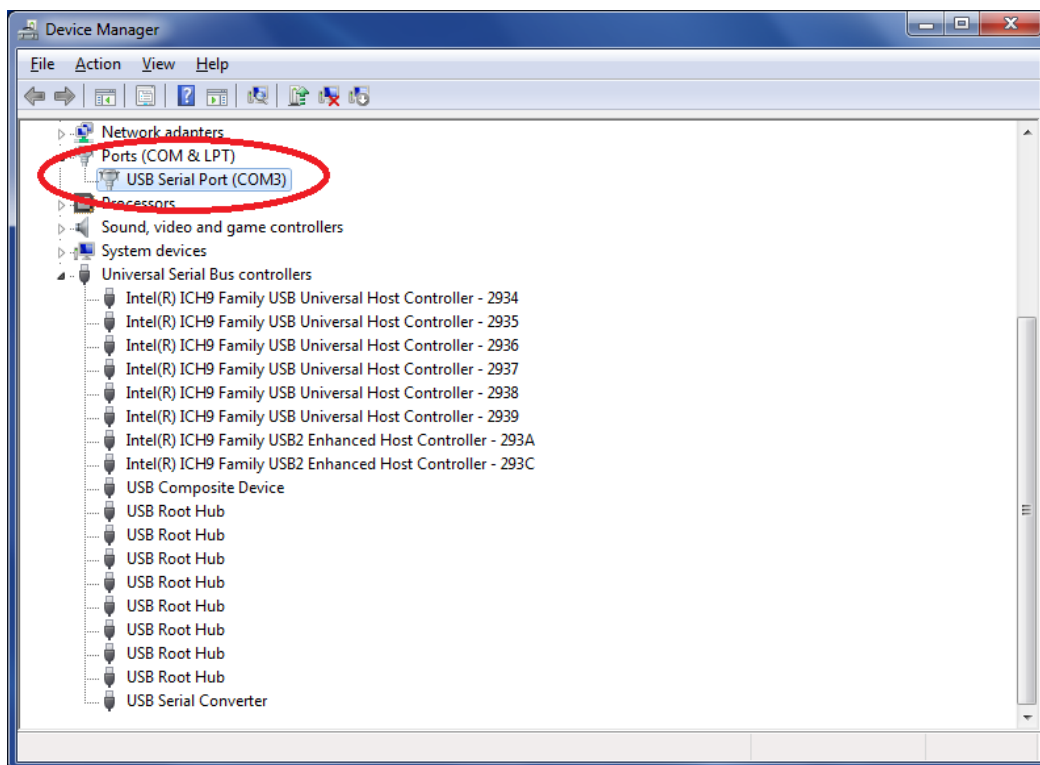 Device Manager
File Action View Help
Network adapters
Ports (COM & LPT)
USB Serial Port (COM3)
Processors
Sound, video and game controllers
System devices
Universal Serial Bus controllers
Intel(R) ICH9 Family USB Universal Host Controller - 2934
Intel(R) ICH9 Family USB Universal Host Controller - 2935
Intel(R) ICH9 Family USB Universal Host Controller - 2936
Intel(R) ICH9 Family USB Universal Host Controller - 2937
Intel(R) ICH9 Family USB Universal Host Controller - 2938
Intel(R) ICH9 Family USB Universal Host Controller - 2939
Intel(R) ICH9 Family USB2 Enhanced Host Controller - 293A
Intel(R) ICH9 Family USB2 Enhanced Host Controller - 293C
USB Composite Device
USB Root Hub
USB Root Hub
USB Root Hub
USB Root Hub
USB Root Hub
USB Root Hub
USB Root Hub
USB Root Hub
USB Serial Converter